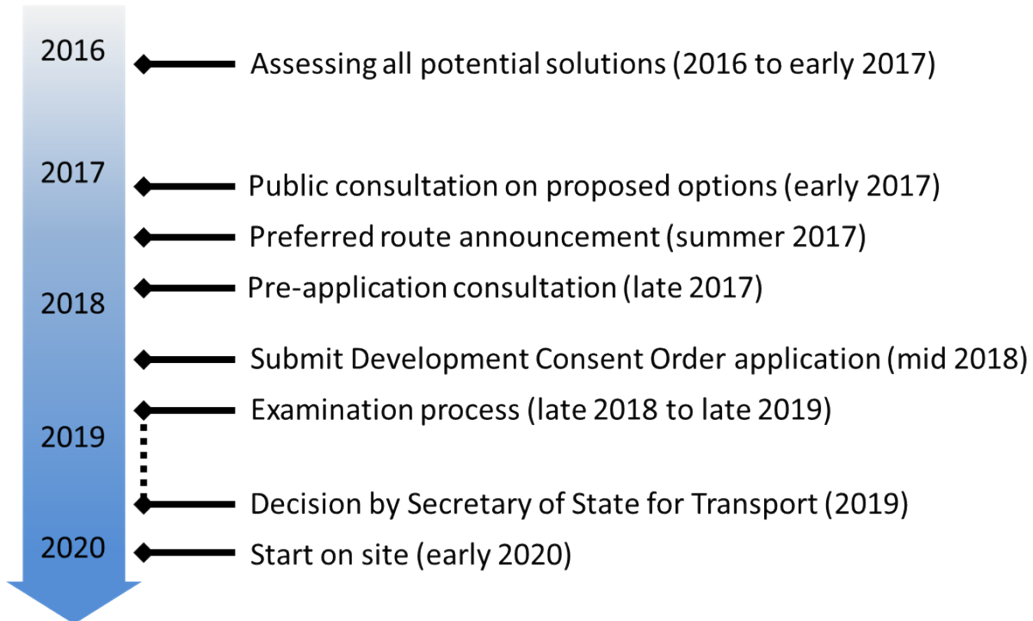 2016
Assessing all potential solutions (2016 to early 2017)
2017
Public consultation on proposed options (early 2017)
Preferred route announcement (summer 2017)
Pre-application consultation (late 2017)
2018
Submit Development Consent Order application (mid 2018)
Examination process (late 2018 to late 2019)
2019
Decision by Secretary of State for Transport (2019)
2020
Start on site (early 2020)